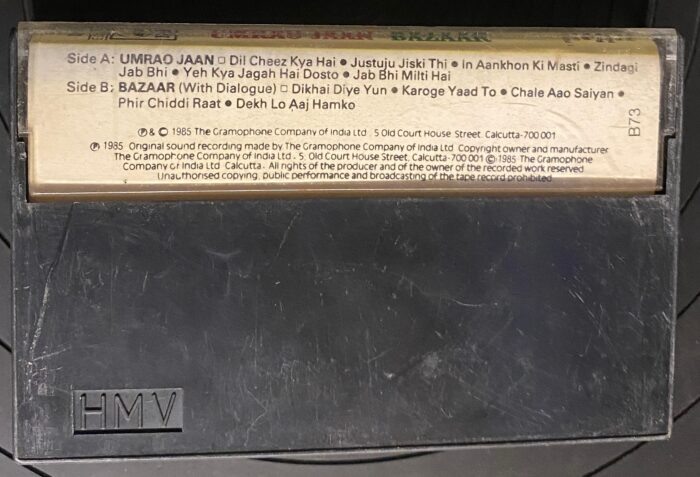 UMRAO JAAN BAZAAR
Side A: UMRAO JAAN □ Dil Cheez Kya Hai ● Justuju Jiski Thi ● In Aankhon Ki Masti ● Zindagi
Jab Bhi ● Yeh Kya Jagah Hai Dosto ● Jab Bhi Milti Hai
Side B: BAZAAR (With Dialogue) □ Dikhai Diye Yun ● Karoge Yaad To ● Chale Aao Saiyan ●
Phir Chiddi Raat ● Dekh Lo Aaj Hamko
℗ & © 1985 The Gramophone Company of India Ltd. 5 Old Court House Street. Calcutta-700 001
℗ 1985 Original sound recording made by The Gramophone Company of India Ltd Copyright owner and manufacturer
The Gramophone Company of India Ltd. 5, Old Court House Street, Calcutta-700 001 © 1985 The Gramophone
Company of India Ltd Calcutta. All rights of the producer and of the owner of the recorded work reserved
Unauthorised copying, public performance and broadcasting of the tape record prohibited
B73
HMV